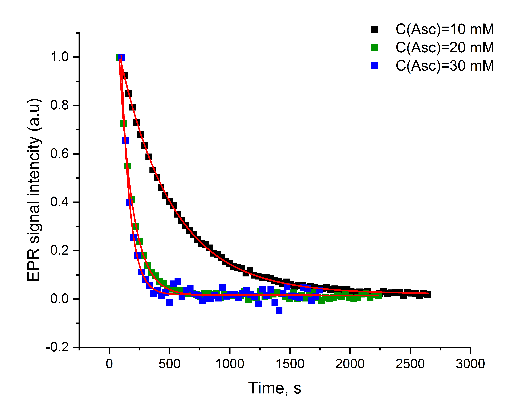 C(Asc)=10 mM
C(Asc)=20 mM
C(Asc)=30 mM
EPR signal intencity (a.u)
1.0
0.8
0.6
0.4
0.2
0.0
-0.2
0 500 1000 1500 2000 2500 3000
Time, s